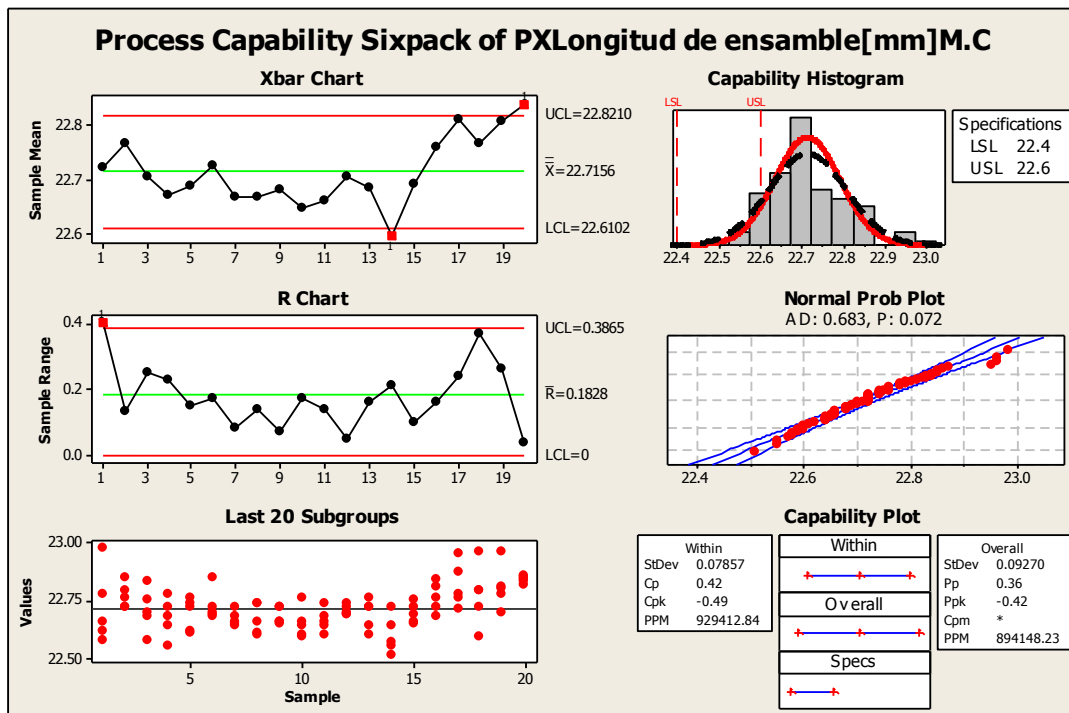 Process Capability Sixpack of PXLongitud de ensamble[mm]M.C
Xbar Chart
Sample Mean
22.8
22.7
22.6
1 3 5 7 9 11 13 15 17 19
1
1
UCL=22.8210
X=22.7156
LCL=22.6102
Capability Histogram
LSL
USL
22.4 22.5 22.6 22.7 22.8 22.9 23.0
Specifications
LSL 22.4
USL 22.6
R Chart
Sample Range
0.4
0.2
0.0
1 3 5 7 9 11 13 15 17 19
1
UCL=0.3865
R=0.1828
LCL=0
Normal Prob Plot
AD: 0.683, P: 0.072
22.4 22.6 22.8 23.0
Last 20 Subgroups
Values
23.00
22.75
22.50
5 10 15 20
Sample
Capability Plot
Within
StDev 0.07857
Cp 0.42
Cpk -0.49
PPM 929412.84
Within
Overall
Specs
Overall
StDev 0.09270
Pp 0.36
Ppk -0.42
Cpm *
PPM 894148.23